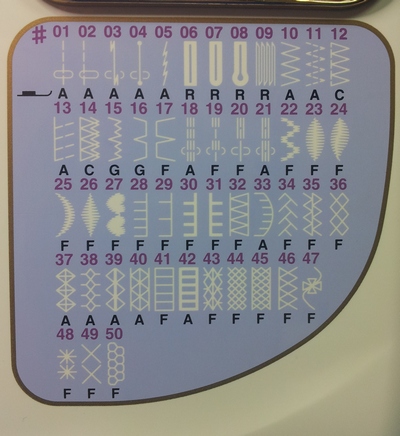 # 01 02 03 04 05 06 07 08 09 10 11 12
A A A A A R R R R A A C
13 14 15 16 17 18 19 20 21 22 23 24
A C G G F A F F A F F F
25 26 27 28 29 30 31 32 33 34 35 36
F F F F F F F F A F F F
37 38 39 40 41 42 43 44 45 46 47
A A A A F A F F F F F
48 49 50
F F F